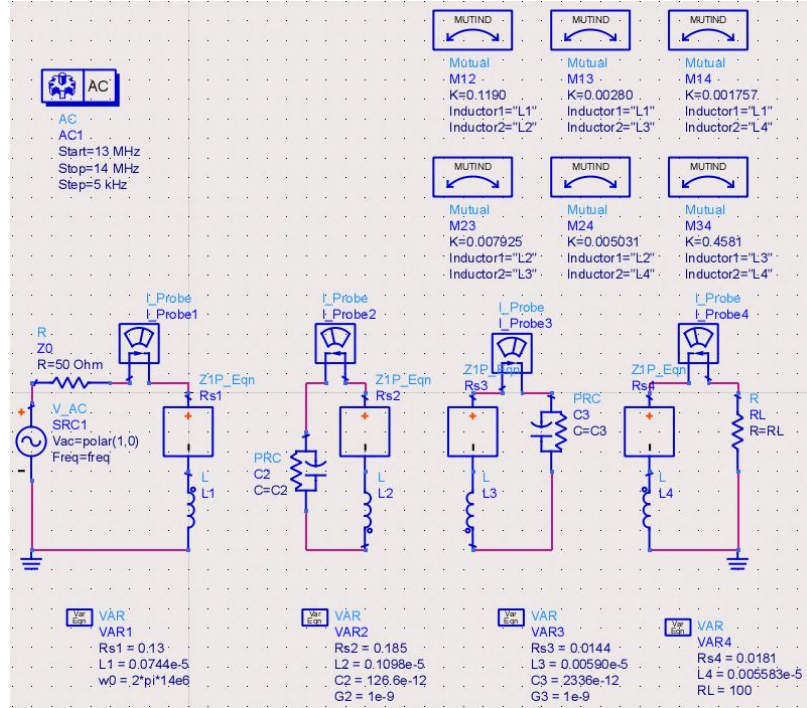 MUTIND
MUTIND
MUTIND
Mutual
M12
K=0.1190
Inductor1="L1"
Inductor2="L2"
Mutual
M13
K=0.00280
Inductor1="L1"
Inductor2="L3"
Mutual
M14
K=0.001757
Inductor1="L1"
Inductor2="L4"
AC
AC
AC1
Start=13 MHz
Stop=14 MHz
Step=5 kHz
MUTIND
MUTIND
MUTIND
Mutual
M23
K=0.007925
Inductor1="L2"
Inductor2="L3"
Mutual
M24
K=0.005031
Inductor1="L2"
Inductor2="L4"
Mutual
M34
K=0.4581
Inductor1="L3"
Inductor2="L4"
I_Probe
I_Probe1
I_Probe
I_Probe2
I_Probe
I_Probe3
I_Probe
I_Probe4
R
Z0
R=50 Ohm
Z1P_Eqn
Rs1
Z1P_Eqn
Rs2
Z1P_Eqn
Rs3
Z1P_Eqn
Rs4
V_AC
SRC1
Vac=polar(1,0)
Freq=freq
PRC
C2
C=C2
PRC
C3
C=C3
R
RL
R=RL
L
L1
L
L2
L
L3
L
L4
Var
Eqn
VAR
VAR1
Rs1 = 0.13
L1 = 0.0744e-5
w0 = 2*pi*14e6
Var
Eqn
VAR
VAR2
Rs2 = 0.185
L2 = 0.1098e-5
C2 = 126.6e-12
G2 = 1e-9
Var
Eqn
VAR
VAR3
Rs3 = 0.0144
L3 = 0.00590e-5
C3 = 2336e-12
G3 = 1e-9
Var
Eqn
VAR
VAR4
Rs4 = 0.0181
L4 = 0.005583e-5
RL = 100